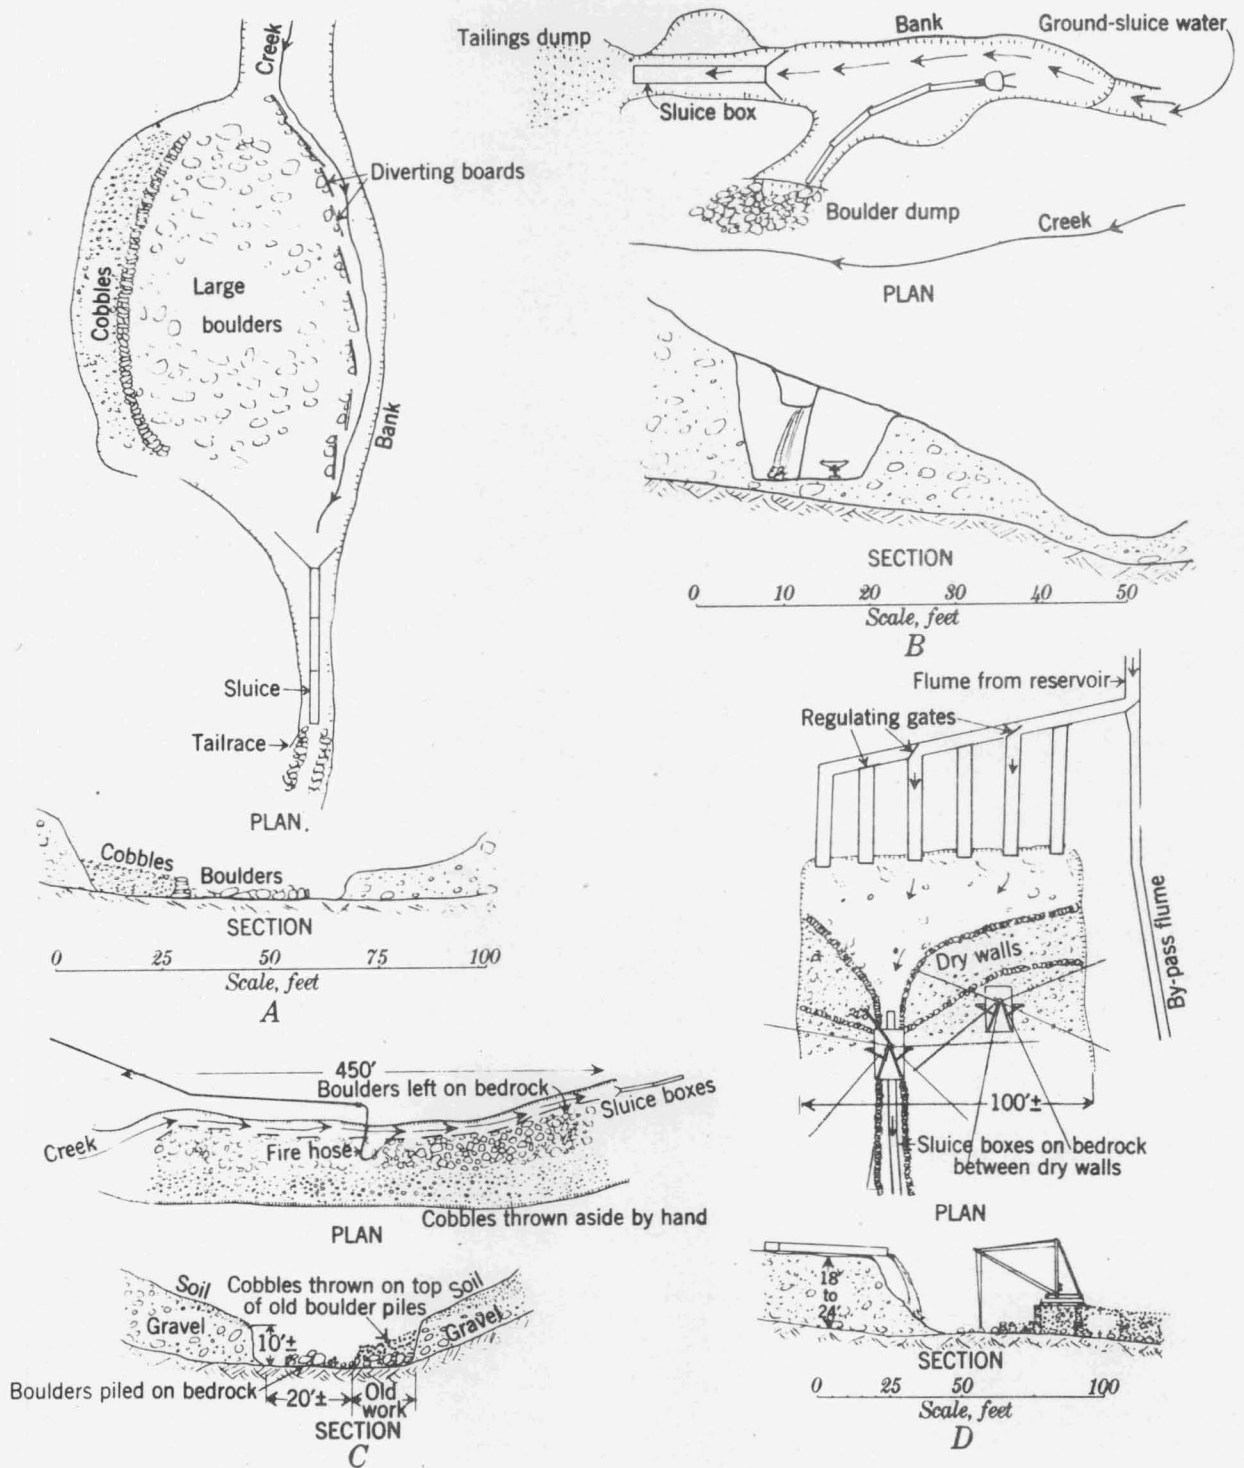 Creek
Diverting boards
Cobbles
Large
boulders
Bank
Sluice
Tailrace
PLAN.
Cobbles
Boulders
SECTION
0 25 50 75 100
Scale, feet
A
Tailings dump
Bank
Ground-sluice water
Sluice box
Boulder dump
Creek
PLAN
SECTION
0 10 20 30 40 50
Scale, feet
B
450'
Boulders left on bedrock
Sluice boxes
Creek
Fire hose
Cobbles thrown aside by hand
PLAN
Soil
Cobbles thrown on top
of old boulder piles
Soil
Gravel
10'±
Gravel
Boulders piled on bedrock
20'±
Old
work
SECTION
C
Flume from reservoir
Regulating gates
Dry walls
By-pass flume
100'±
Sluice boxes on bedrock
between dry walls
PLAN
18'
to
24'
SECTION
0 25 50 100
Scale, feet
D